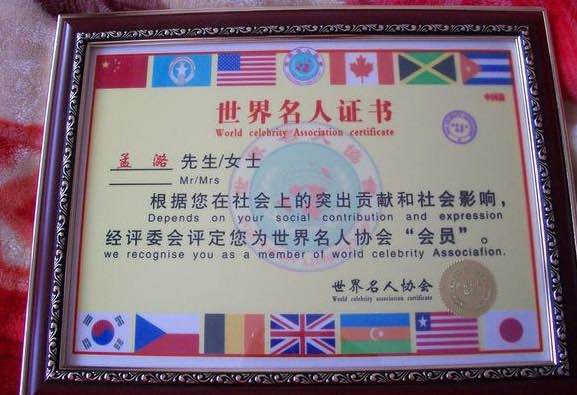 世界名人证书
World celebrity Association certificate
孟 潞 先生/女士
Mr/Mrs
根据您在社会上的突出贡献和社会影响，
Depends on your social contribution and expression
经评委会评定您为世界名人协会“会员”。
we recognise you as a member of world celebrity Association.
世界名人协会
World celebrity association certificate